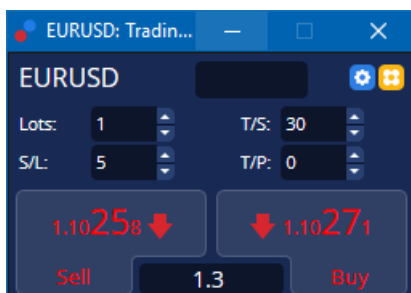 EURUSD: Tradin...
EURUSD
Lots: 1 T/S: 30
S/L: 5 T/P: 0
1.10258 1.10271
Sell 1.3 Buy